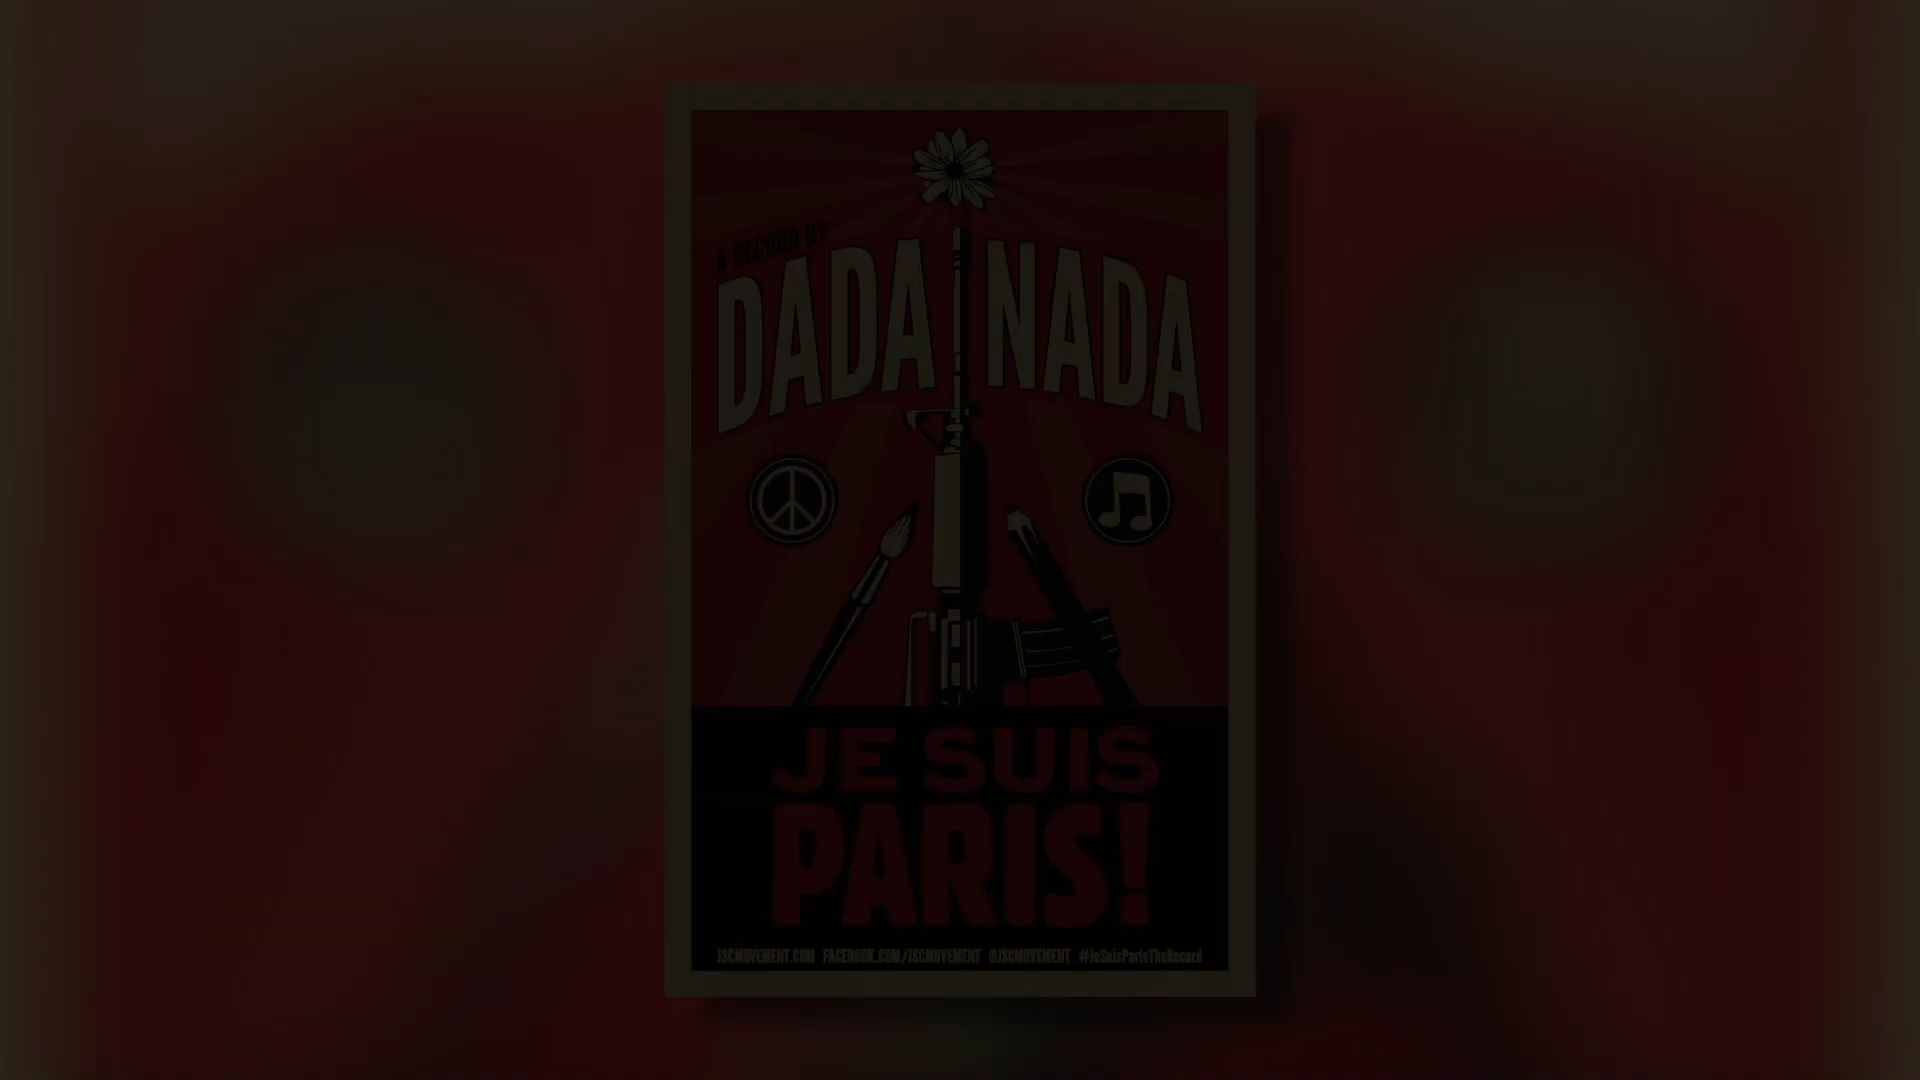 A RECORD BY
DADA NADA
JE SUIS
PARIS!
JSCMOVEMENT.COM FACEBOOK.COM/JSCMOVEMENT @JSCMOVEMENT #JeSuisParisTheRecord